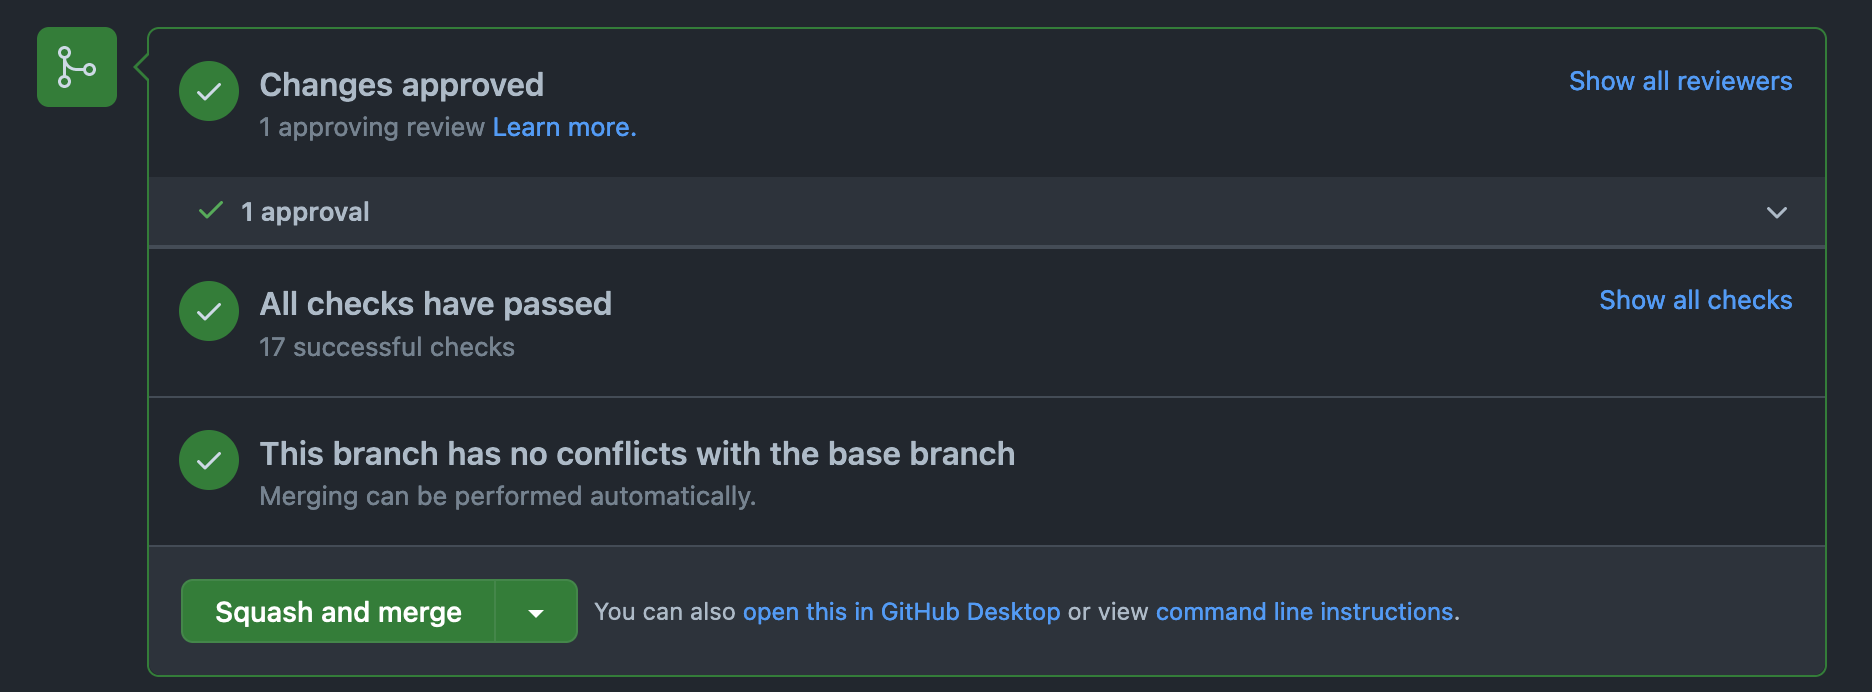 Changes approved
Show all reviewers
1 approving review Learn more.
1 approval
All checks have passed
Show all checks
17 successful checks
This branch has no conflicts with the base branch
Merging can be performed automatically.
Squash and merge
You can also open this in GitHub Desktop or view command line instructions.